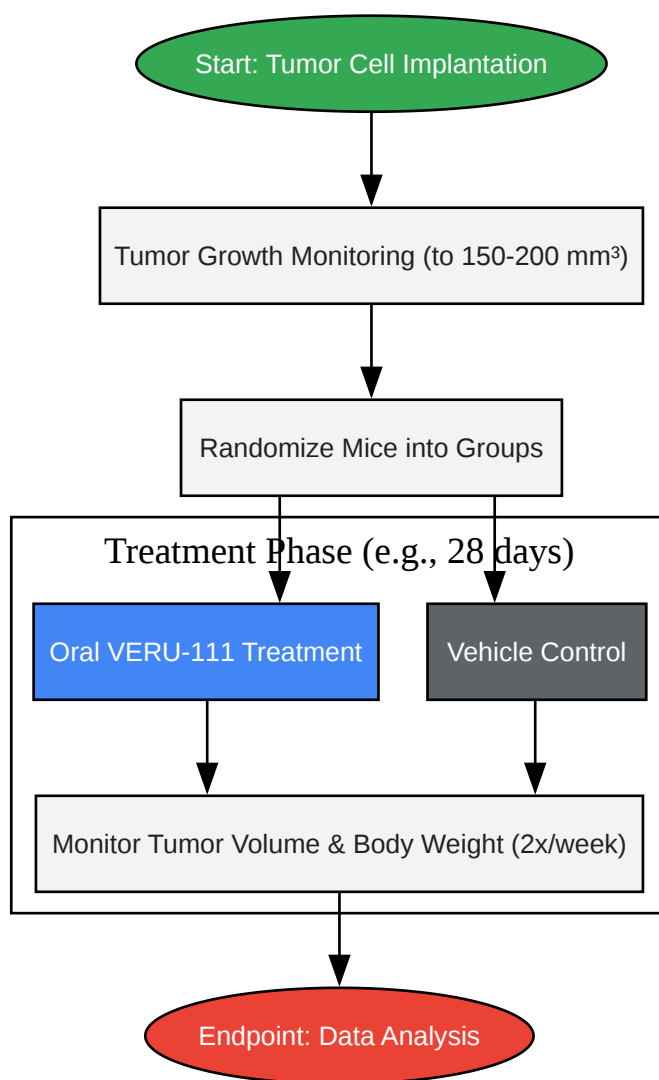 Start: Tumor Cell Implantation
Tumor Growth Monitoring (to 150-200 mm³)
Randomize Mice into Groups
Treatment Phase (e.g., 28 days)
Oral VERU-111 Treatment
Vehicle Control
Monitor Tumor Volume & Body Weight (2x/week)
Endpoint: Data Analysis